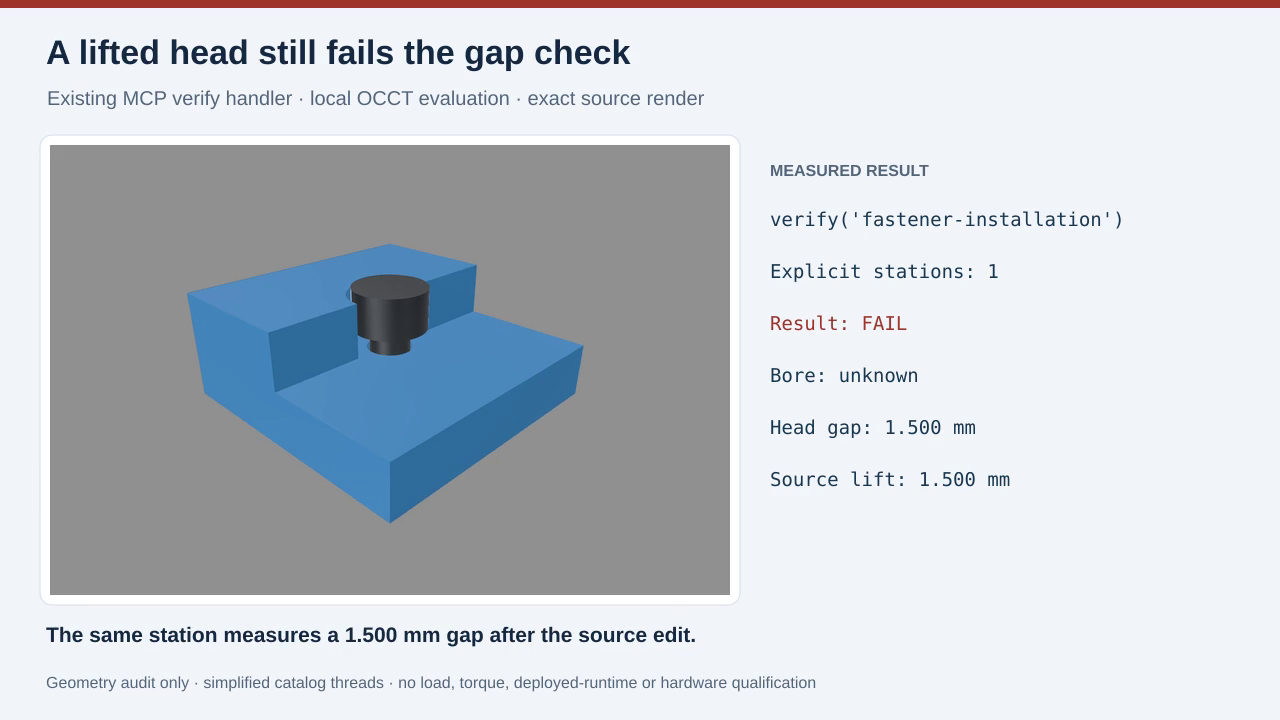 A lifted head still fails the gap check
Existing MCP verify handler · local OCCT evaluation · exact source render
MEASURED RESULT
verify('fastener-installation')
Explicit stations: 1
Result: FAIL
Bore: unknown
Head gap: 1.500 mm
Source lift: 1.500 mm
The same station measures a 1.500 mm gap after the source edit.
Geometry audit only · simplified catalog threads · no load, torque, deployed-runtime or hardware qualification